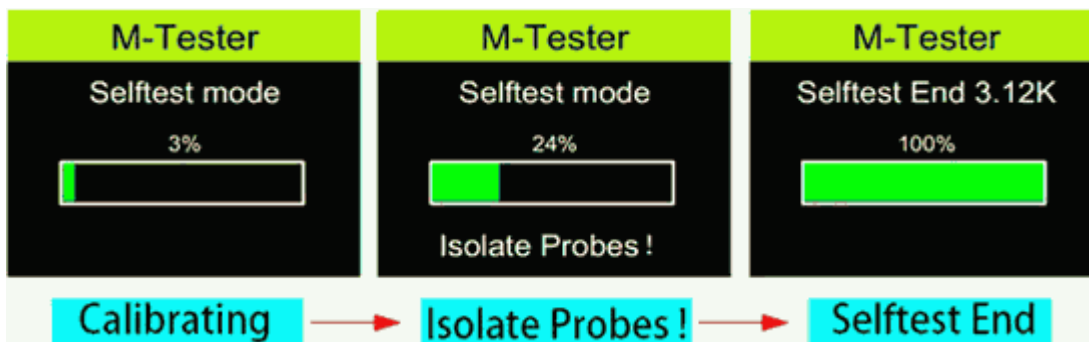 M-Tester
Selftest mode
3%
M-Tester
Selftest mode
24%
Isolate Probes!
M-Tester
Selftest End 3.12K
100%
Calibrating
Isolate Probes!
Selftest End